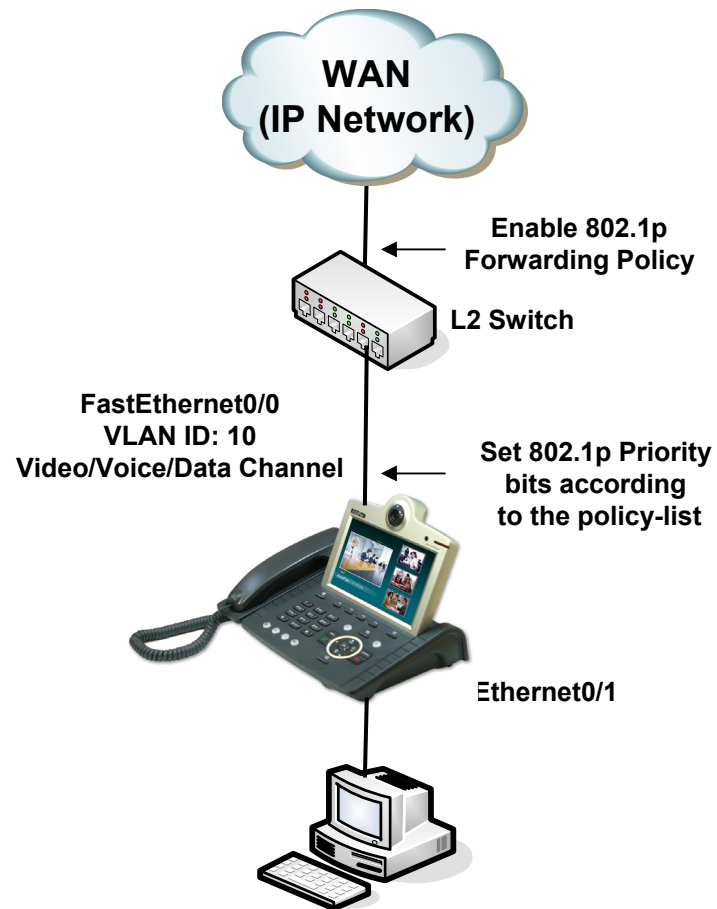 WAN
(IP Network)
Enable 802.1p
Forwarding Policy
L2 Switch
FastEthernet0/0
VLAN ID: 10
Video/Voice/Data Channel
Set 802.1p Priority
bits according
to the policy-list
Ethernet0/1